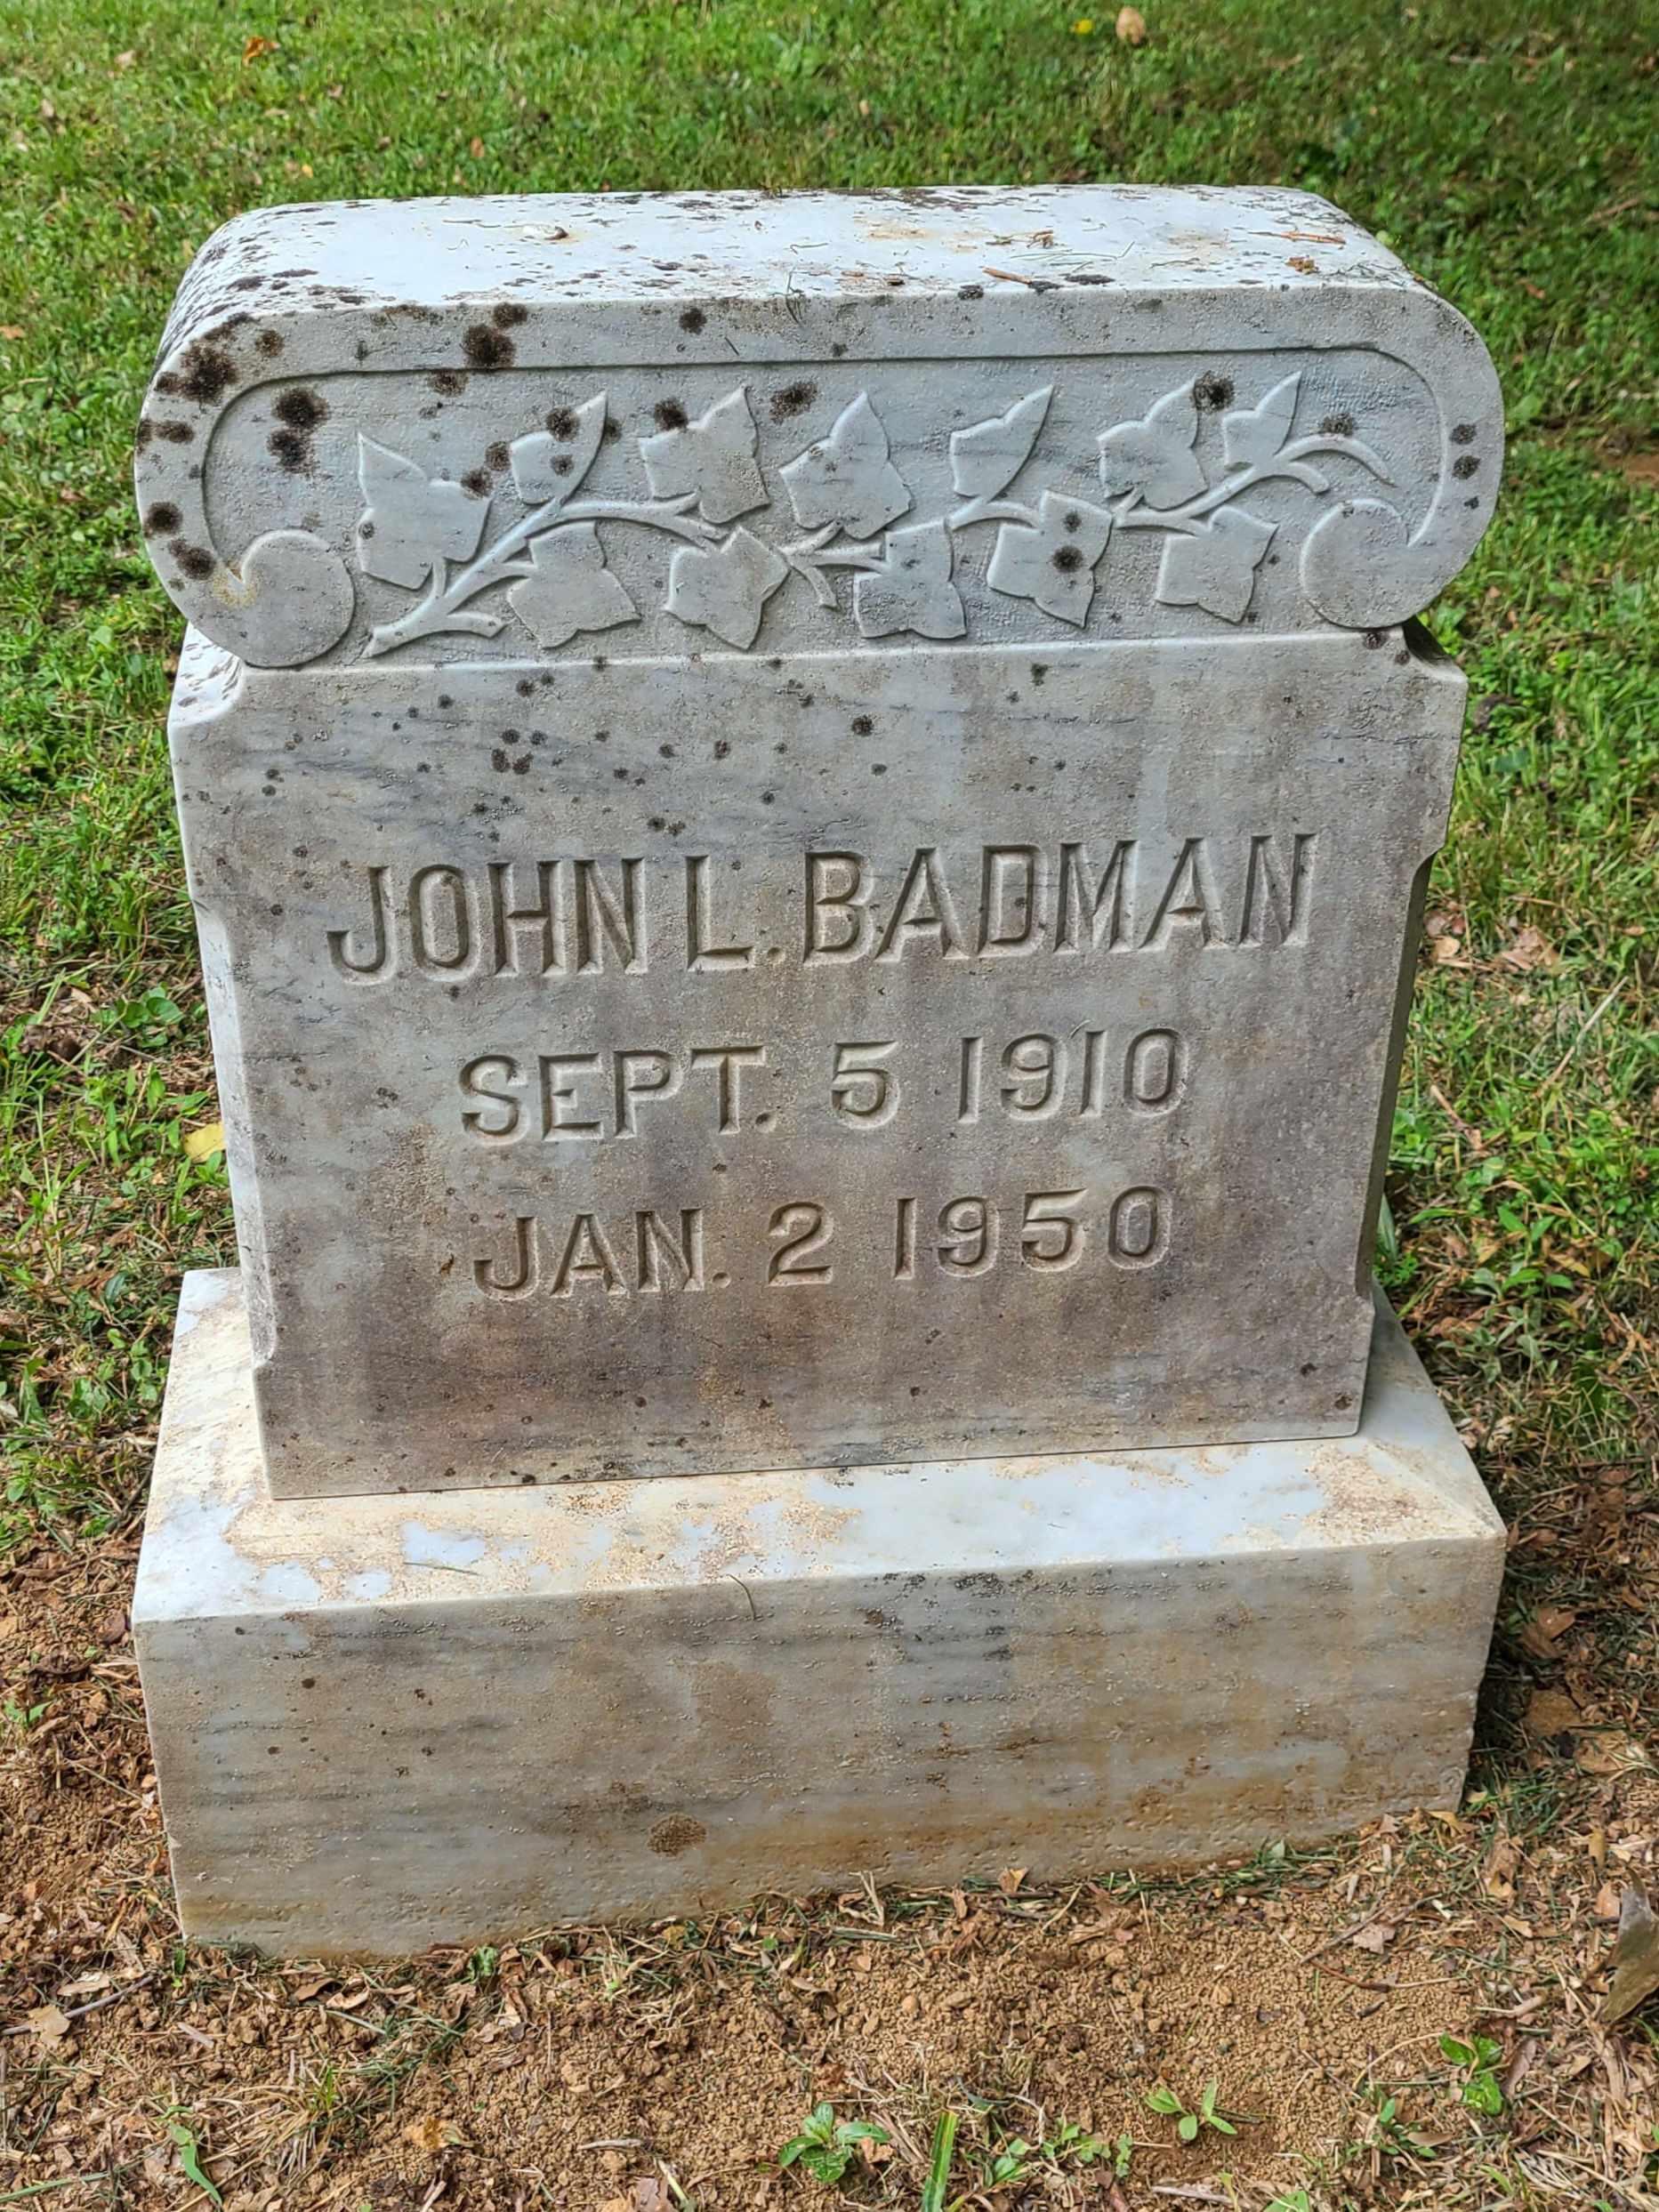 JOHN L. BADMAN
SEPT. 5 1910
JAN. 2 1950